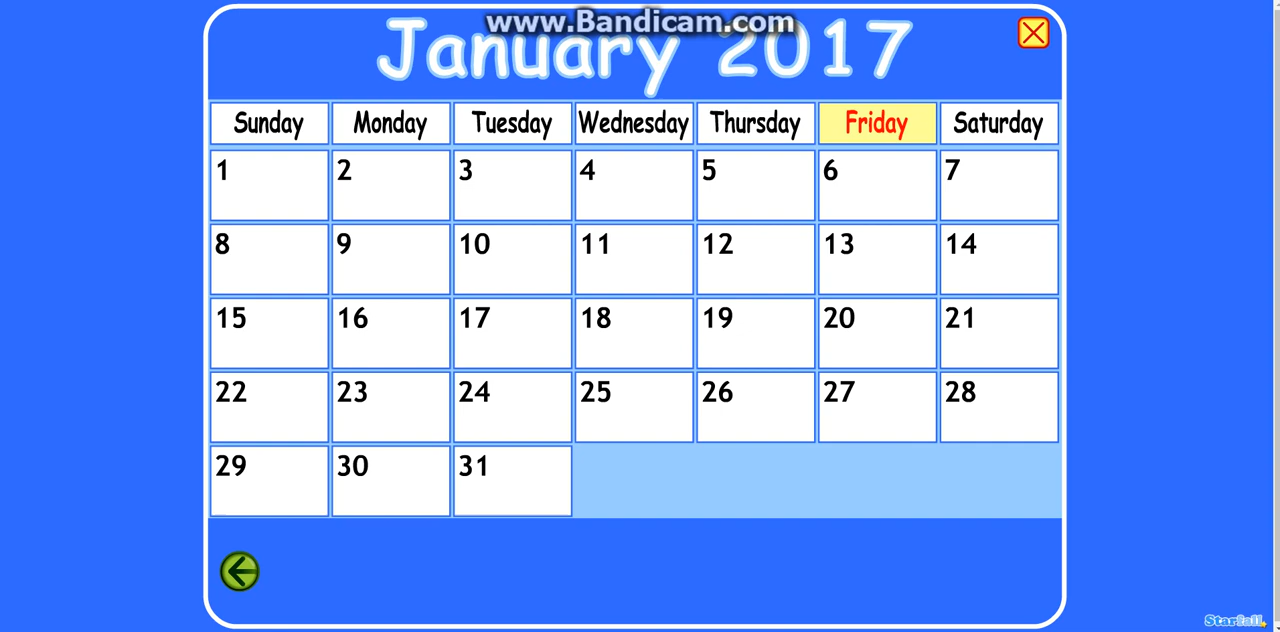 www.Bandicam.com
January 2017
Sunday Monday Tuesday Wednesday Thursday Friday Saturday
1 2 3 4 5 6 7
8 9 10 11 12 13 14
15 16 17 18 19 20 21
22 23 24 25 26 27 28
29 30 31
Starfall